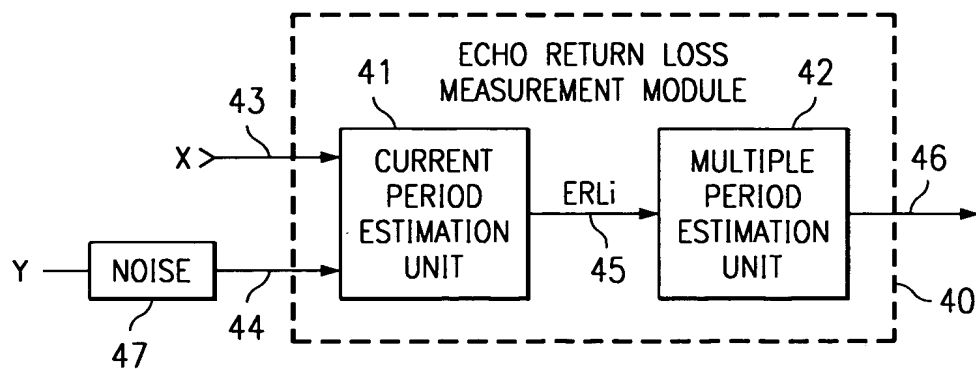 ECHO RETURN LOSS
MEASUREMENT MODULE
41
42
43
X
CURRENT
PERIOD
ESTIMATION
UNIT
ERLi
45
MULTIPLE
PERIOD
ESTIMATION
UNIT
46
Y
NOISE
47
44
40